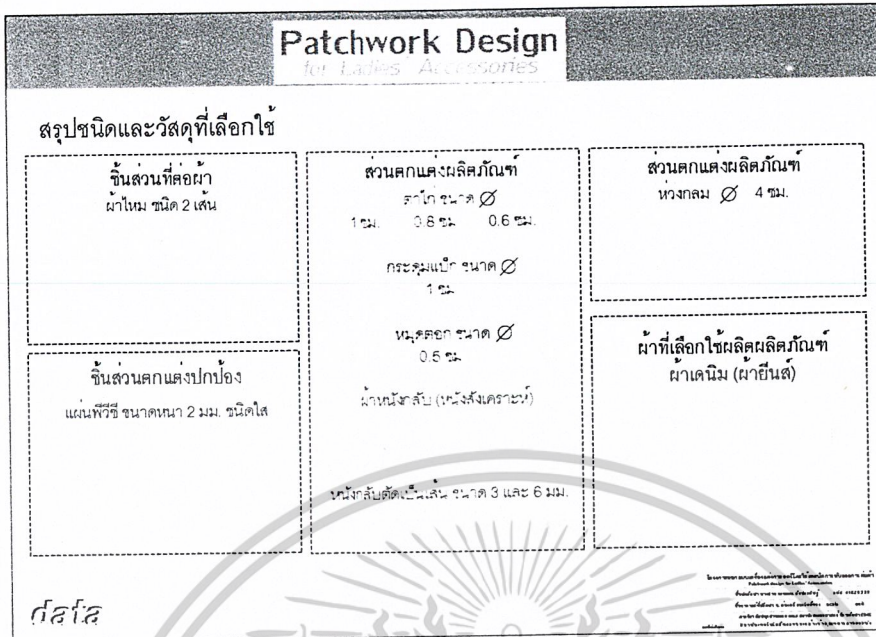 Patchwork Design
for Ladies' Accessories
สรุปชนิดและวัสดุที่เลือกใช้
ชิ้นส่วนที่ต่อผ้า
ผ้าไหม ชนิด 2 เส้น
ชิ้นส่วนตกแต่งปกป้อง
แผ่นพีวีซี ขนาดหนา 2 มม. ชนิดใส
ส่วนตกแต่งผลิตภัณฑ์
ตาไก่ ขนาด ∅
1 ซม. 0.8 ซม 0.6 ซม.
กระดุมแป๊ก ขนาด ∅
1 ซม
หมุดตอก ขนาด ∅
0.5 ซม
ผ้าหนังกลับ (หนังสังเคราะห์)
หนังกลับตัดเป็นเส้น ขนาด 3 และ 6 มม.
ส่วนตกแต่งผลิตภัณฑ์
ห่วงกลม ∅ 4 ซม.
ผ้าที่เลือกใช้ผลิตผลิตภัณฑ์
ผ้าเดนิม (ผ้ายีนส์)
data